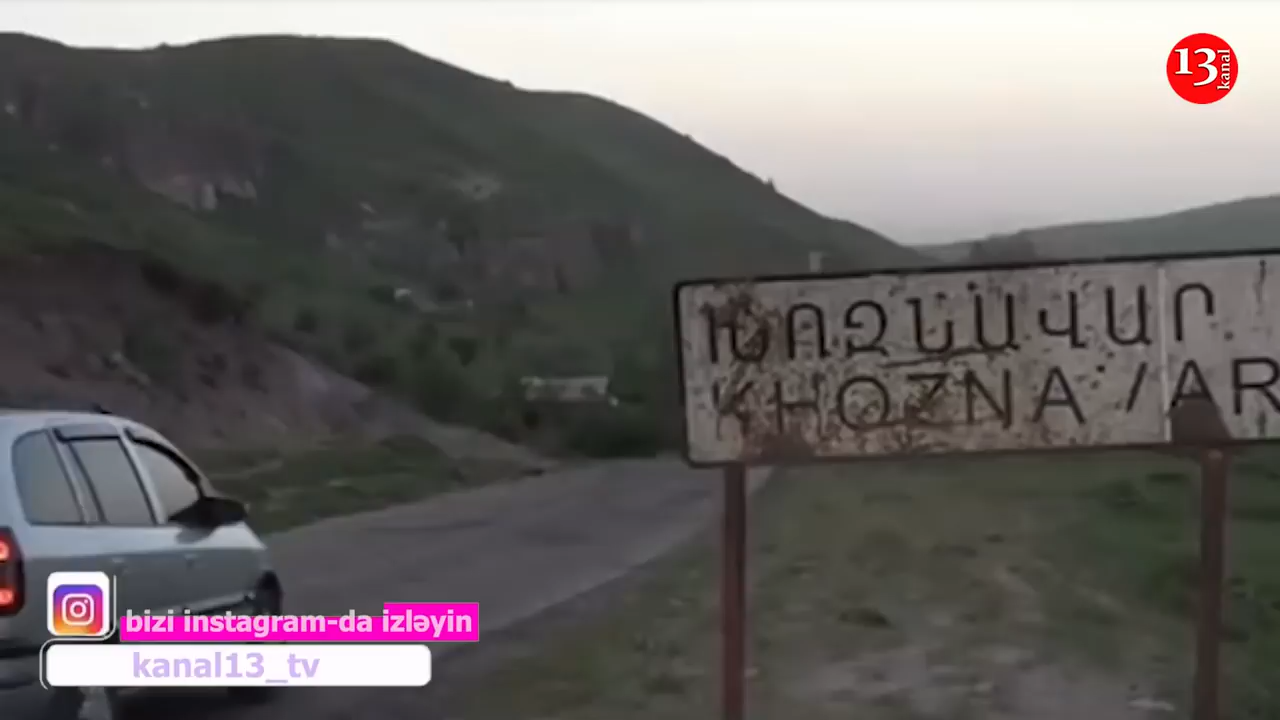 13 kanal
ԽՈԶՆԱՎԱՐ
KHOZNA/AR
bizi instagram-da izləyin
kanal13_tv